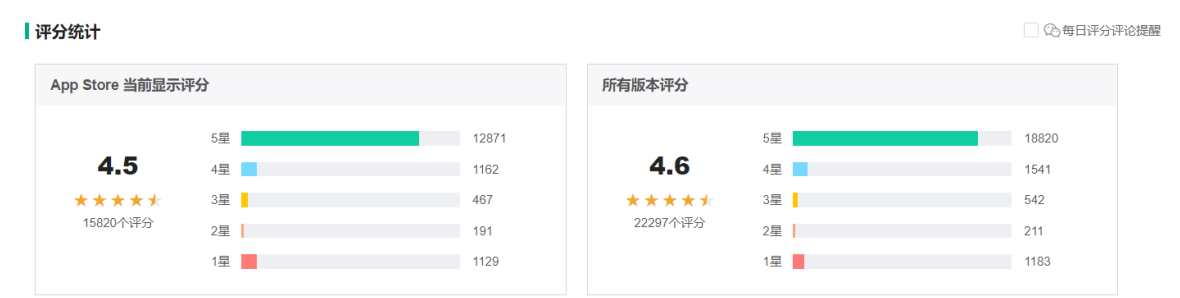 评分统计
每日评分评论提醒
App Store 当前显示评分
4.5
15820个评分
5星 12871
4星 1162
3星 467
2星 191
1星 1129
所有版本评分
4.6
22297个评分
5星 18820
4星 1541
3星 542
2星 211
1星 1183